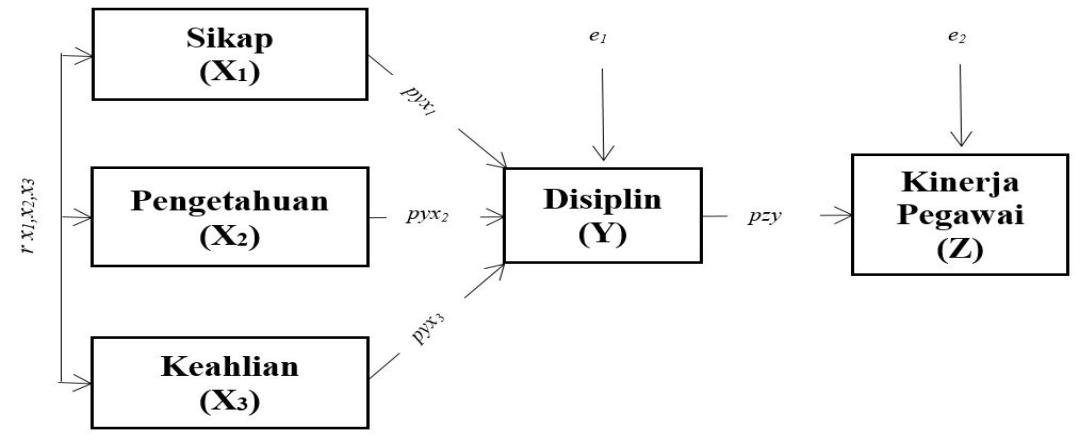 Sikap
(X₁)
pyx₁
e₁
e₂
r x₁,x₂,x₃
Pengetahuan
(X₂)
pyx₂
Disiplin
(Y)
pzy
Kinerja
Pegawai
(Z)
pyx₃
Keahlian
(X₃)